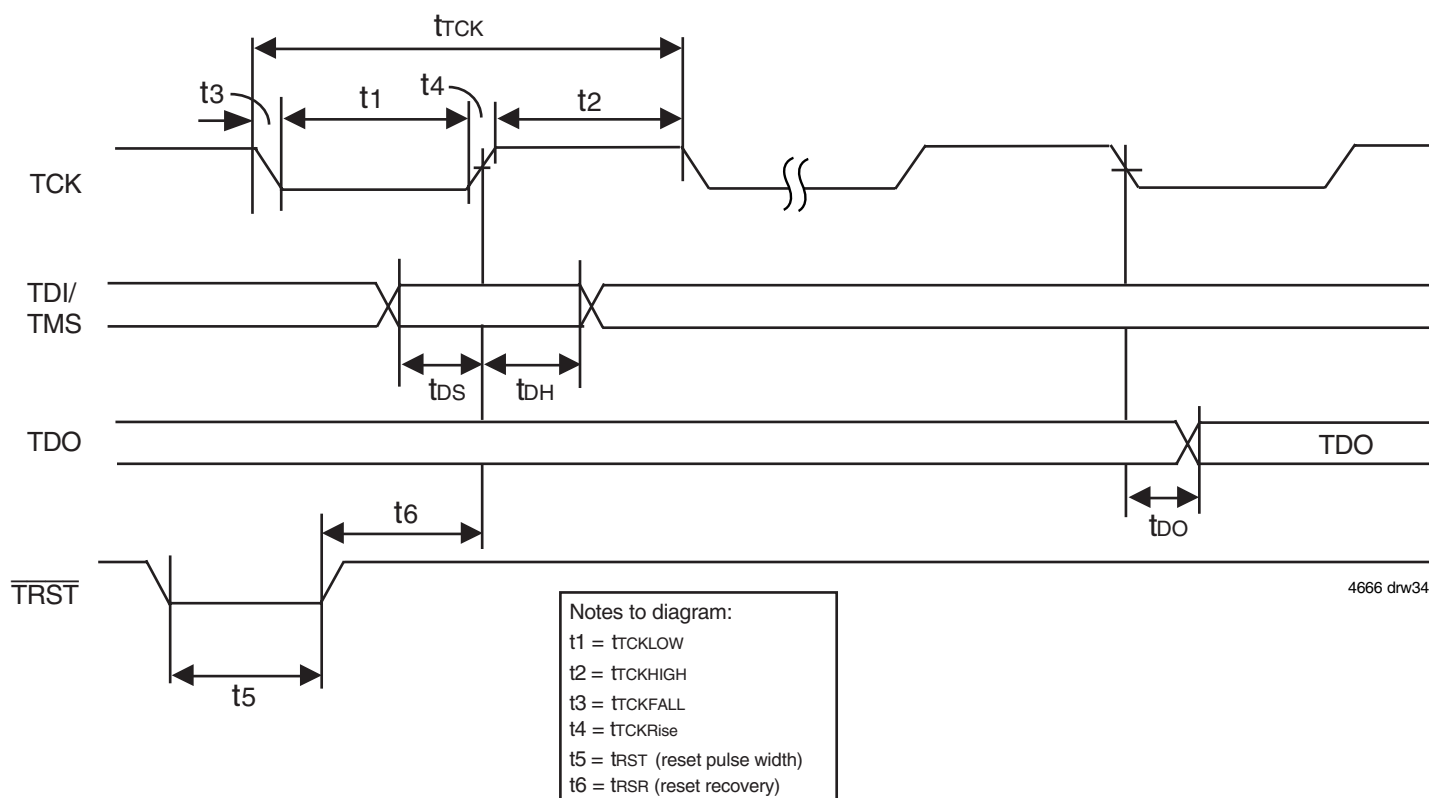 tTCK
t3
t1
t4
t2
TCK
TDI/
TMS
tDS
tDH
TDO
TDO
tDO
t6
TRST
4666 drw34
t5
Notes to diagram:
t1 = tTCKLOW
t2 = tTCKHIGH
t3 = tTCKFALL
t4 = tTCKRise
t5 = tRST (reset pulse width)
t6 = tRSR (reset recovery)